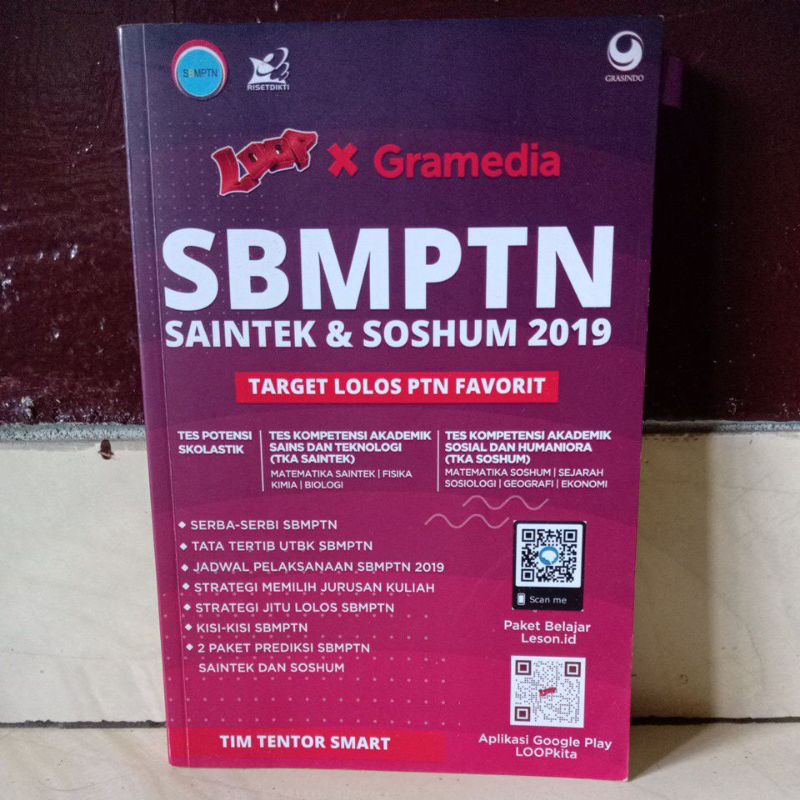 SBMPTN
RISETDIKTI
GRASINDO
LOOP x Gramedia
SBMPTN
SAINTEK & SOSHUM 2019
TARGET LOLOS PTN FAVORIT
TES POTENSI
SKOLASTIK
TES KOMPETENSI AKADEMIK
SAINS DAN TEKNOLOGI
(TKA SAINTEK)
MATEMATIKA SAINTEK | FISIKA
KIMIA | BIOLOGI
TES KOMPETENSI AKADEMIK
SOSIAL DAN HUMANIORA
(TKA SOSHUM)
MATEMATIKA SOSHUM | SEJARAH
SOSIOLOGI | GEOGRAFI | EKONOMI
SERBA-SERBI SBMPTN
TATA TERTIB UTBK SBMPTN
JADWAL PELAKSANAAN SBMPTN 2019
STRATEGI MEMILIH JURUSAN KULIAH
STRATEGI JITU LOLOS SBMPTN
KISI-KISI SBMPTN
2 PAKET PREDIKSI SBMPTN
SAINTEK DAN SOSHUM
Scan me
Paket Belajar
Leson.id
LOOP
Aplikasi Google Play
LOOPkita
TIM TENTOR SMART